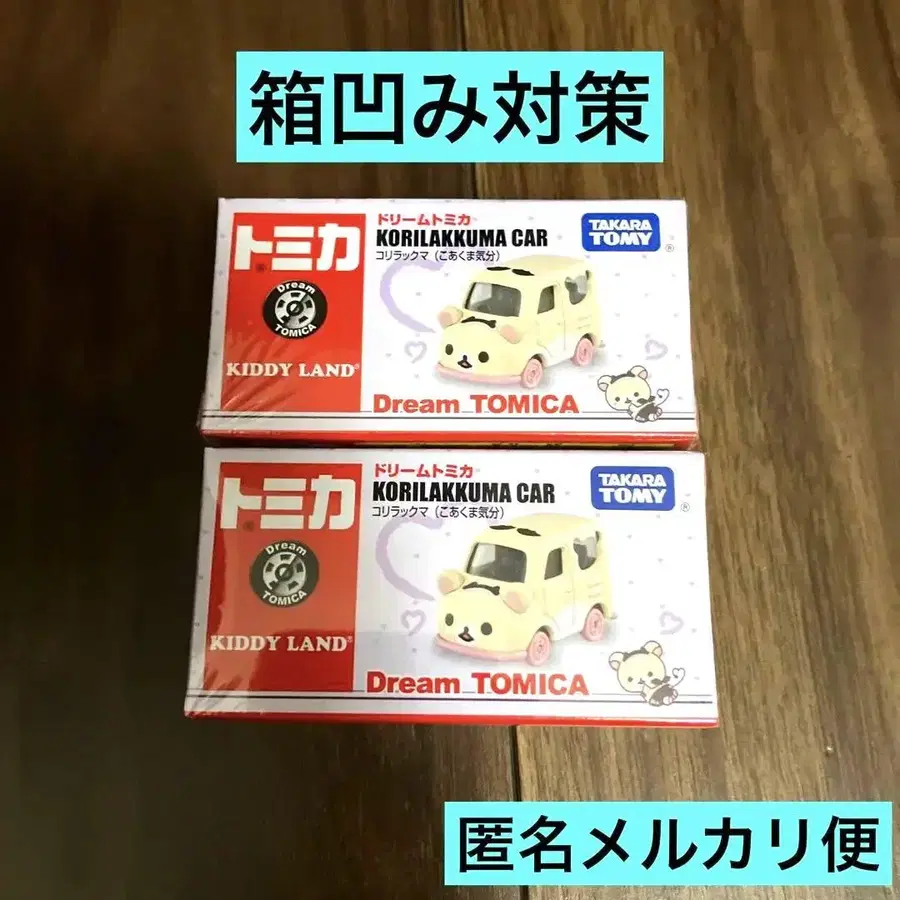 箱凹み対策
トミカ
Dream
TOMICA
KIDDY LAND®
ドリームトミカ
KORILAKKUMA CAR
コリラックマ（こあくま気分）
TAKARA
TOMY
®
Dream TOMICA
トミカ
Dream
TOMICA
KIDDY LAND®
ドリームトミカ
KORILAKKUMA CAR
コリラックマ（こあくま気分）
TAKARA
TOMY
®
Dream TOMICA
匿名メルカリ便